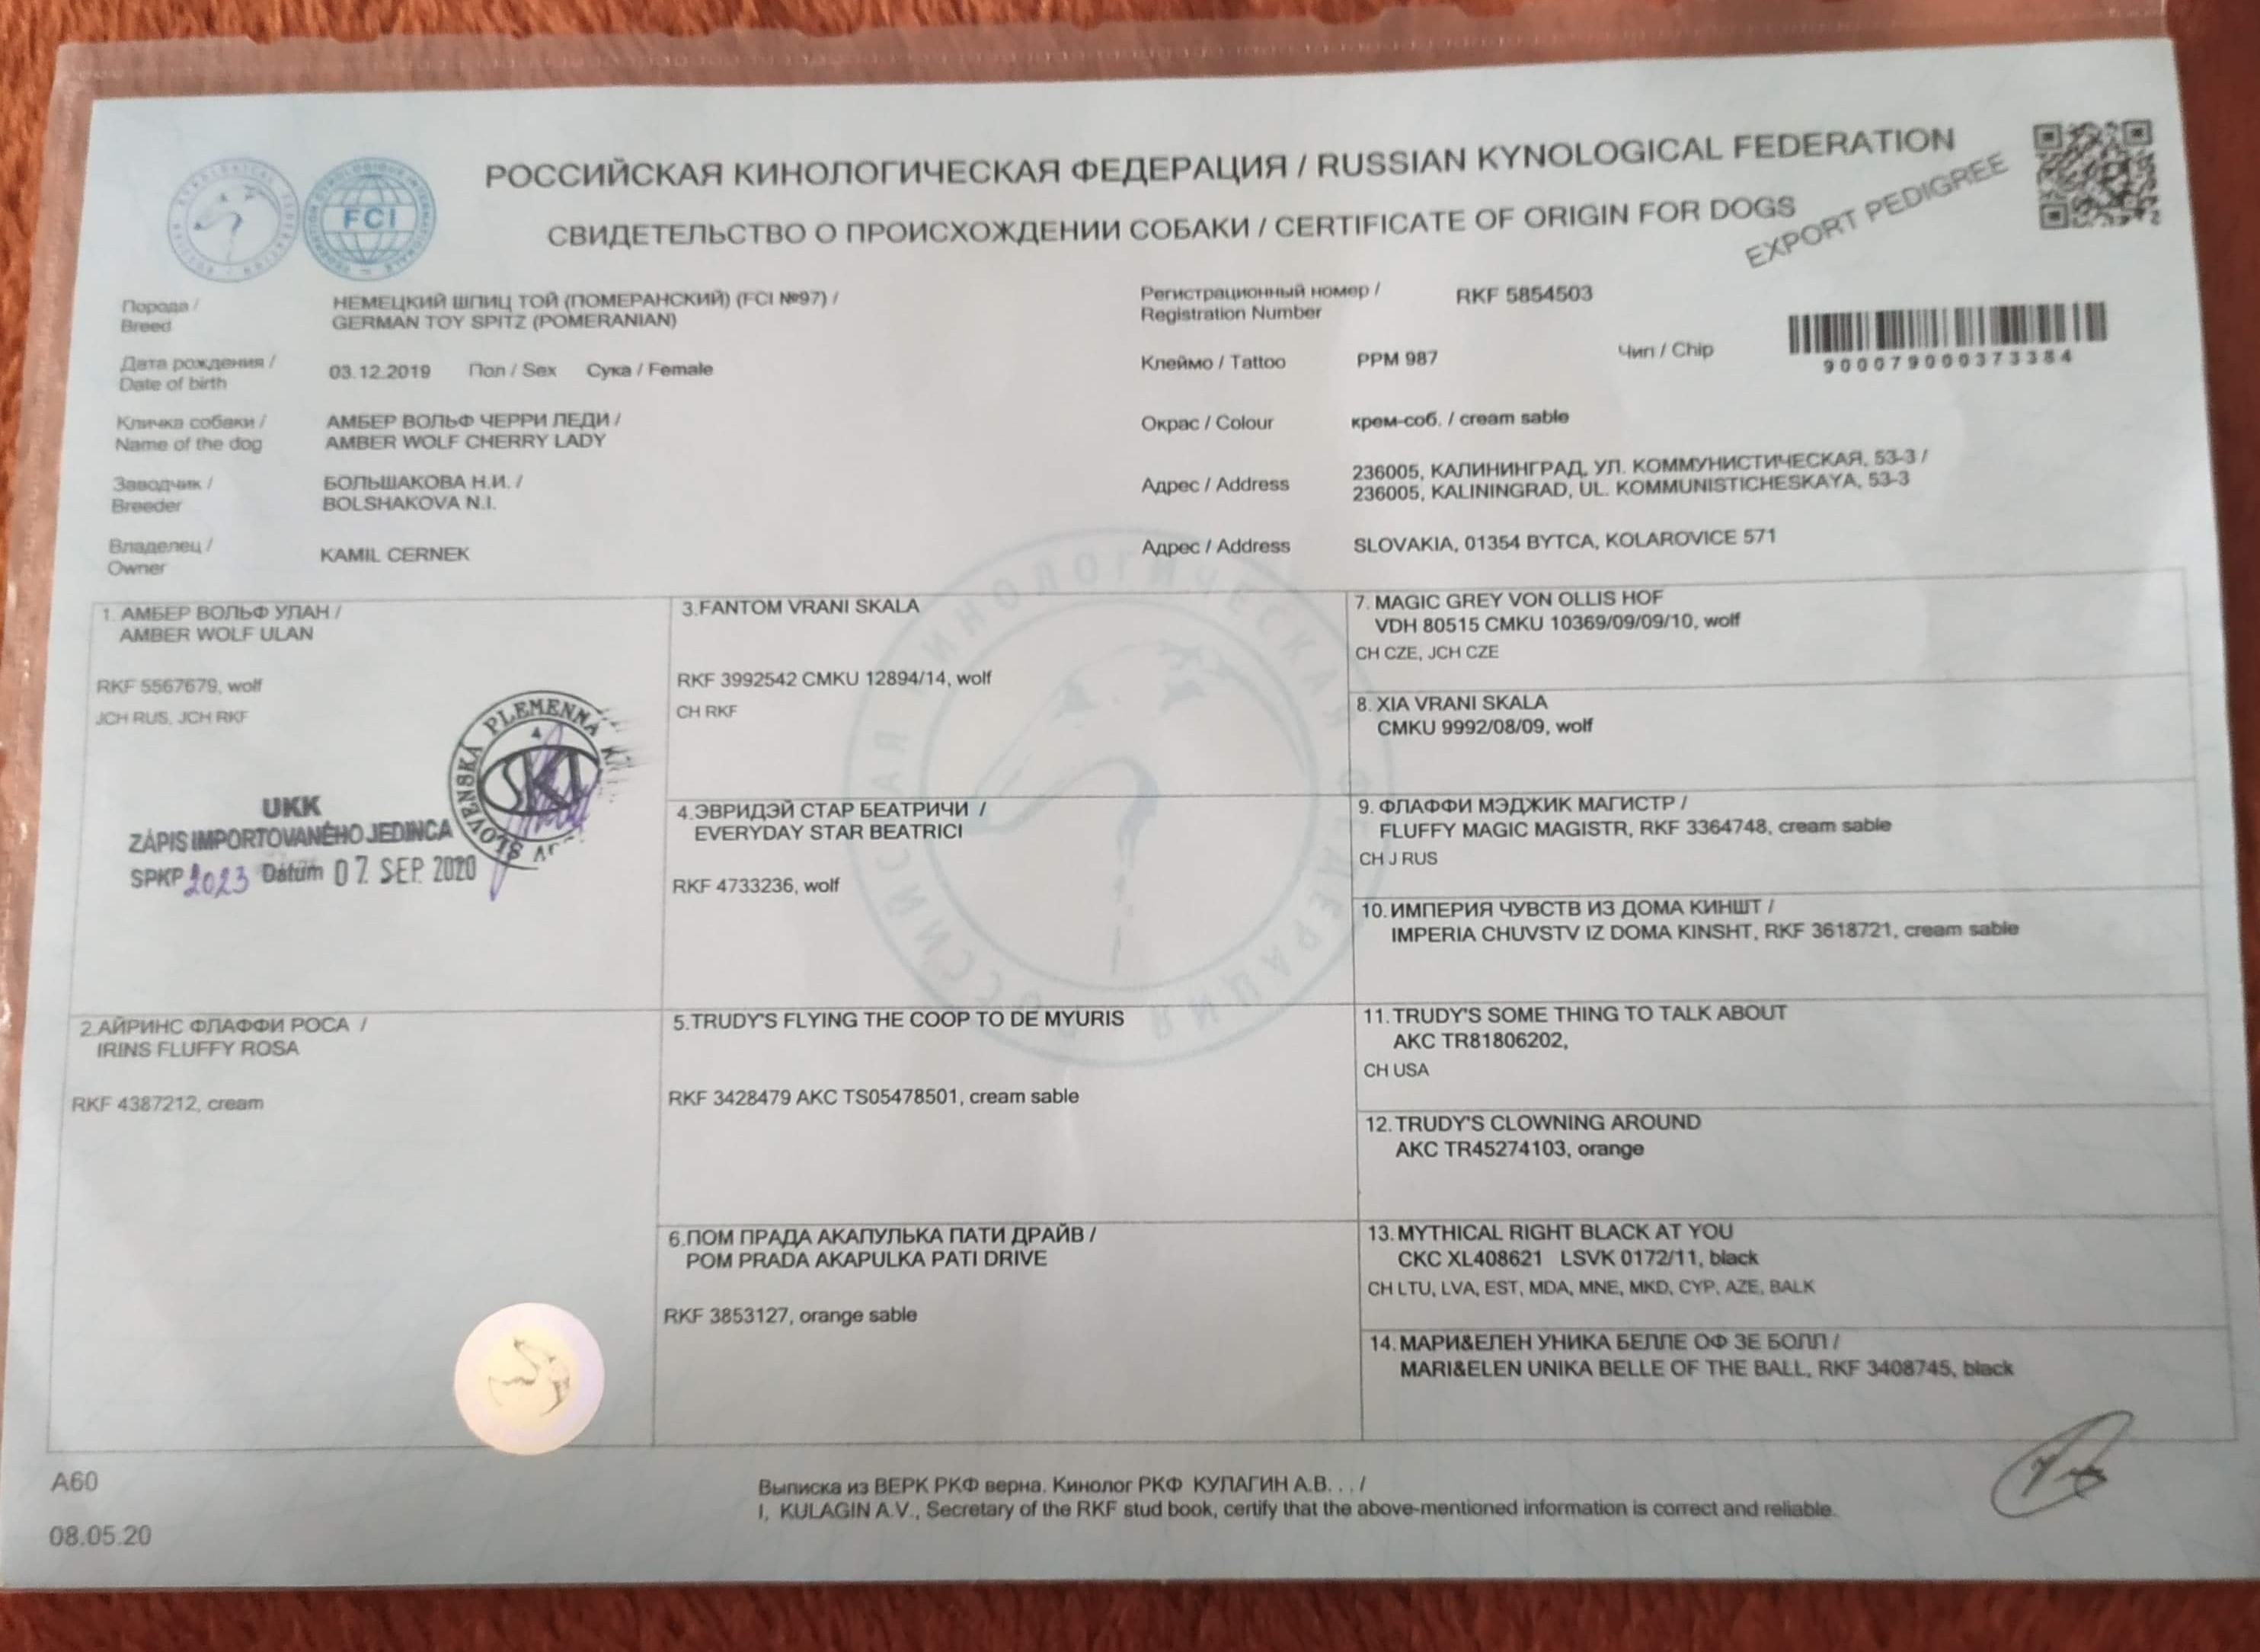 РОССИЙСКАЯ КИНОЛОГИЧЕСКАЯ ФЕДЕРАЦИЯ / RUSSIAN KYNOLOGICAL FEDERATION
СВИДЕТЕЛЬСТВО О ПРОИСХОЖДЕНИИ СОБАКИ / CERTIFICATE OF ORIGIN FOR DOGS
EXPORT PEDIGREE
FCI
Порода /
Breed
НЕМЕЦКИЙ ШПИЦ ТОЙ (ПОМЕРАНСКИЙ) (FCI №97) /
GERMAN TOY SPITZ (POMERANIAN)
Регистрационный номер /
Registration Number
RKF 5854503
Дата рождения /
Date of birth
03.12.2019 Пол / Sex Сука / Female
Клеймо / Tattoo PPM 987 Чип / Chip
900079000373384
Кличка собаки /
Name of the dog
АМБЕР ВОЛЬФ ЧЕРРИ ЛЕДИ /
AMBER WOLF CHERRY LADY
Окрас / Colour крем-соб. / cream sable
Заводчик /
Breeder
БОЛЬШАКОВА Н.И. /
BOLSHAKOVA N.I.
Адрес / Address
236005, КАЛИНИНГРАД, УЛ. КОММУНИСТИЧЕСКАЯ, 53-3 /
236005, KALININGRAD, UL. KOMMUNISTICHESKAYA, 53-3
Владелец /
Owner
KAMIL CERNEK
Адрес / Address SLOVAKIA, 01354 BYTCA, KOLAROVICE 571
1. АМБЕР ВОЛЬФ УЛАН /
AMBER WOLF ULAN
RKF 5567679, wolf
JCH RUS, JCH RKF
SLOVENSKÁ PLEMENNÁ
4
SKJ
UKK
ZÁPIS IMPORTOVANÉHO JEDINCA
SPKP 2023 Dátum 07. SEP. 2020
2.АЙРИНС ФЛАФФИ РОСА /
IRINS FLUFFY ROSA
RKF 4387212, cream
3.FANTOM VRANI SKALA
RKF 3992542 CMKU 12894/14, wolf
CH RKF
4.ЭВРИДЭЙ СТАР БЕАТРИЧИ /
EVERYDAY STAR BEATRICI
RKF 4733236, wolf
5.TRUDY'S FLYING THE COOP TO DE MYURIS
RKF 3428479 AKC TS05478501, cream sable
6.ПОМ ПРАДА АКАПУЛЬКА ПАТИ ДРАЙВ /
POM PRADA AKAPULKA PATI DRIVE
RKF 3853127, orange sable
7. MAGIC GREY VON OLLIS HOF
VDH 80515 CMKU 10369/09/09/10, wolf
CH CZE, JCH CZE
8. XIA VRANI SKALA
CMKU 9992/08/09, wolf
9. ФЛАФФИ МЭДЖИК МАГИСТР /
FLUFFY MAGIC MAGISTR, RKF 3364748, cream sable
CH J RUS
10.ИМПЕРИЯ ЧУВСТВ ИЗ ДОМА КИНШТ /
IMPERIA CHUVSTV IZ DOMA KINSHT, RKF 3618721, cream sable
11.TRUDY'S SOME THING TO TALK ABOUT
AKC TR81806202,
CH USA
12.TRUDY'S CLOWNING AROUND
AKC TR45274103, orange
13.MYTHICAL RIGHT BLACK AT YOU
CKC XL408621 LSVK 0172/11, black
CH LTU, LVA, EST, MDA, MNE, MKD, CYP, AZE, BALK
14.МАРИ&ЕЛЕН УНИКА БЕЛЛЕ ОФ ЗЕ БОЛЛ /
MARI&ELEN UNIKA BELLE OF THE BALL, RKF 3408745, black
A60
08.05.20
Выписка из ВЕРК РКФ верна. Кинолог РКФ КУЛАГИН А.В. . . /
I, KULAGIN A.V., Secretary of the RKF stud book, certify that the above-mentioned information is correct and reliable.